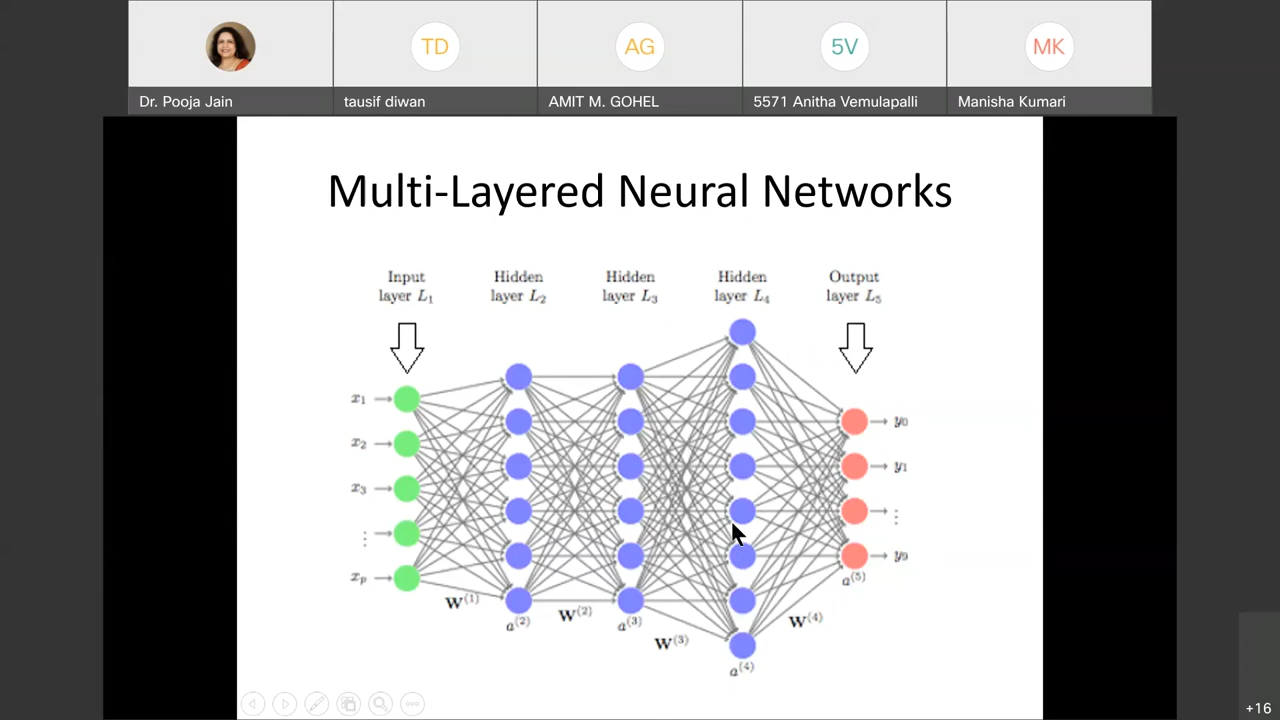 TD
AG
5V
MK
Dr. Pooja Jain
tausif diwan
AMIT M. GOHEL
5571 Anitha Vemulapalli
Manisha Kumari
Multi-Layered Neural Networks
Input layer L₁
Hidden layer L₂
Hidden layer L₃
Hidden layer L₄
Output layer L₅
x₁
x₂
x₃
⋮
xₚ
y₀
y₁
⋮
y₉
W⁽¹⁾
W⁽²⁾
W⁽³⁾
W⁽⁴⁾
a⁽²⁾
a⁽³⁾
a⁽⁴⁾
a⁽⁵⁾
+16